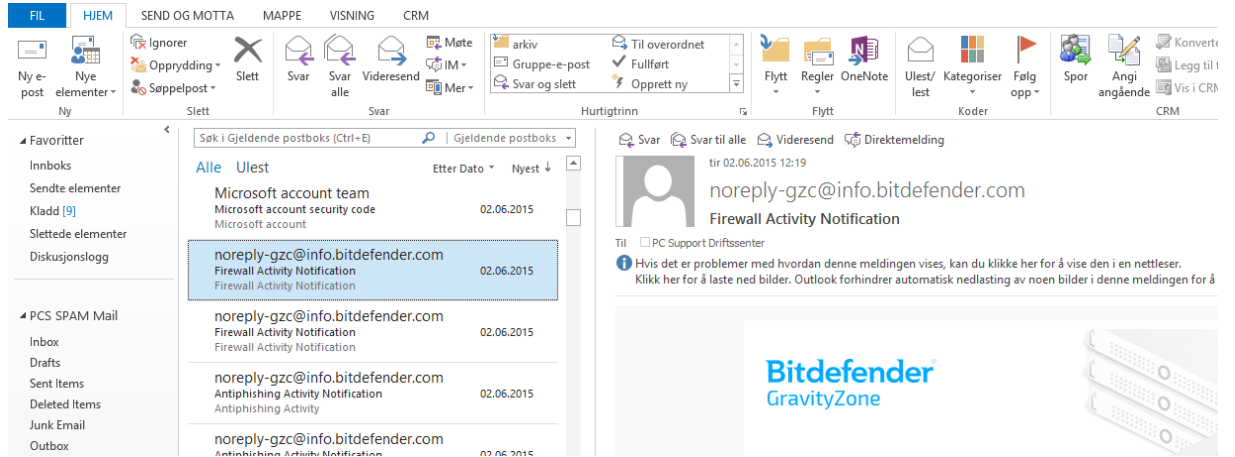 FIL HJEM SEND OG MOTTA MAPPE VISNING CRM
Ny e-post
Nye elementer
Ny
Ignorer
Opprydding
Søppelpost
Slett
Slett
Svar
Svar alle
Videresend
Møte
IM
Mer
Svar
arkiv
Gruppe-e-post
Svar og slett
Til overordnet
Fullført
Opprett ny
Hurtigtrinn
Flytt
Regler
OneNote
Flytt
Ulest/lest
Kategoriser
Følg opp
Koder
Spor
Angi angående
Konverte
Legg til t
Vis i CRM
CRM
Favoritter
Innboks
Sendte elementer
Kladd [9]
Slettede elementer
Diskusjonslogg
PCS SPAM Mail
Inbox
Drafts
Sent Items
Deleted Items
Junk Email
Outbox
Søk i Gjeldende postboks (Ctrl+E) Gjeldende postboks
Alle Ulest Etter Dato Nyest
Microsoft account team
Microsoft account security code 02.06.2015
Microsoft account
noreply-gzc@info.bitdefender.com
Firewall Activity Notification 02.06.2015
Firewall Activity Notification
noreply-gzc@info.bitdefender.com
Firewall Activity Notification 02.06.2015
Firewall Activity Notification
noreply-gzc@info.bitdefender.com
Antiphishing Activity Notification 02.06.2015
Antiphishing Activity
noreply-gzc@info.bitdefender.com
Antiphishing Activity Notification 02.06.2015
Svar Svar til alle Videresend Direktemelding
tir 02.06.2015 12:19
noreply-gzc@info.bitdefender.com
Firewall Activity Notification
Til PC Support Driftssenter
Hvis det er problemer med hvordan denne meldingen vises, kan du klikke her for å vise den i en nettleser.
Klikk her for å laste ned bilder. Outlook forhindrer automatisk nedlasting av noen bilder i denne meldingen for å
Bitdefender
GravityZone